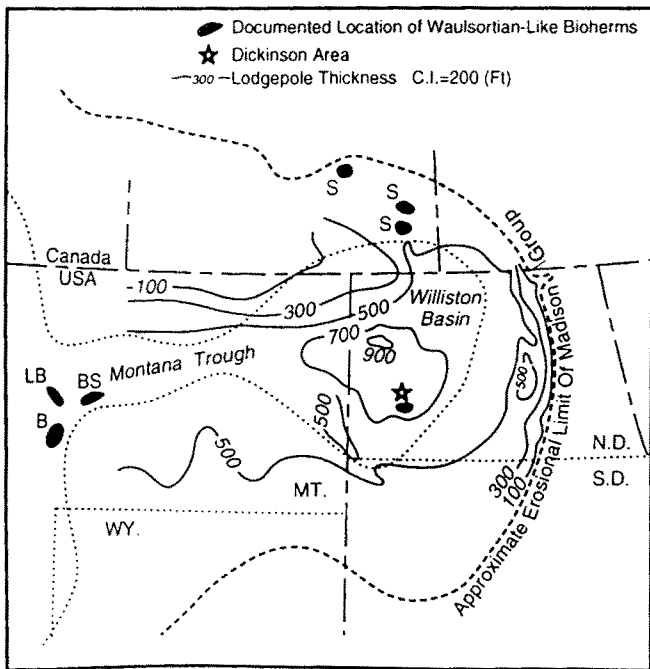 Documented Location of Waulsortian-Like Bioherms
Dickinson Area
300 Lodgepole Thickness C.I.=200 (Ft)
S
S
S
Canada
USA
100
300
500
Williston
Basin
700
900
Montana Trough
LB
BS
B
500
500
500
MT.
WY.
N.D.
S.D.
300
100
Approximate Erosional Limit Of Madison Group